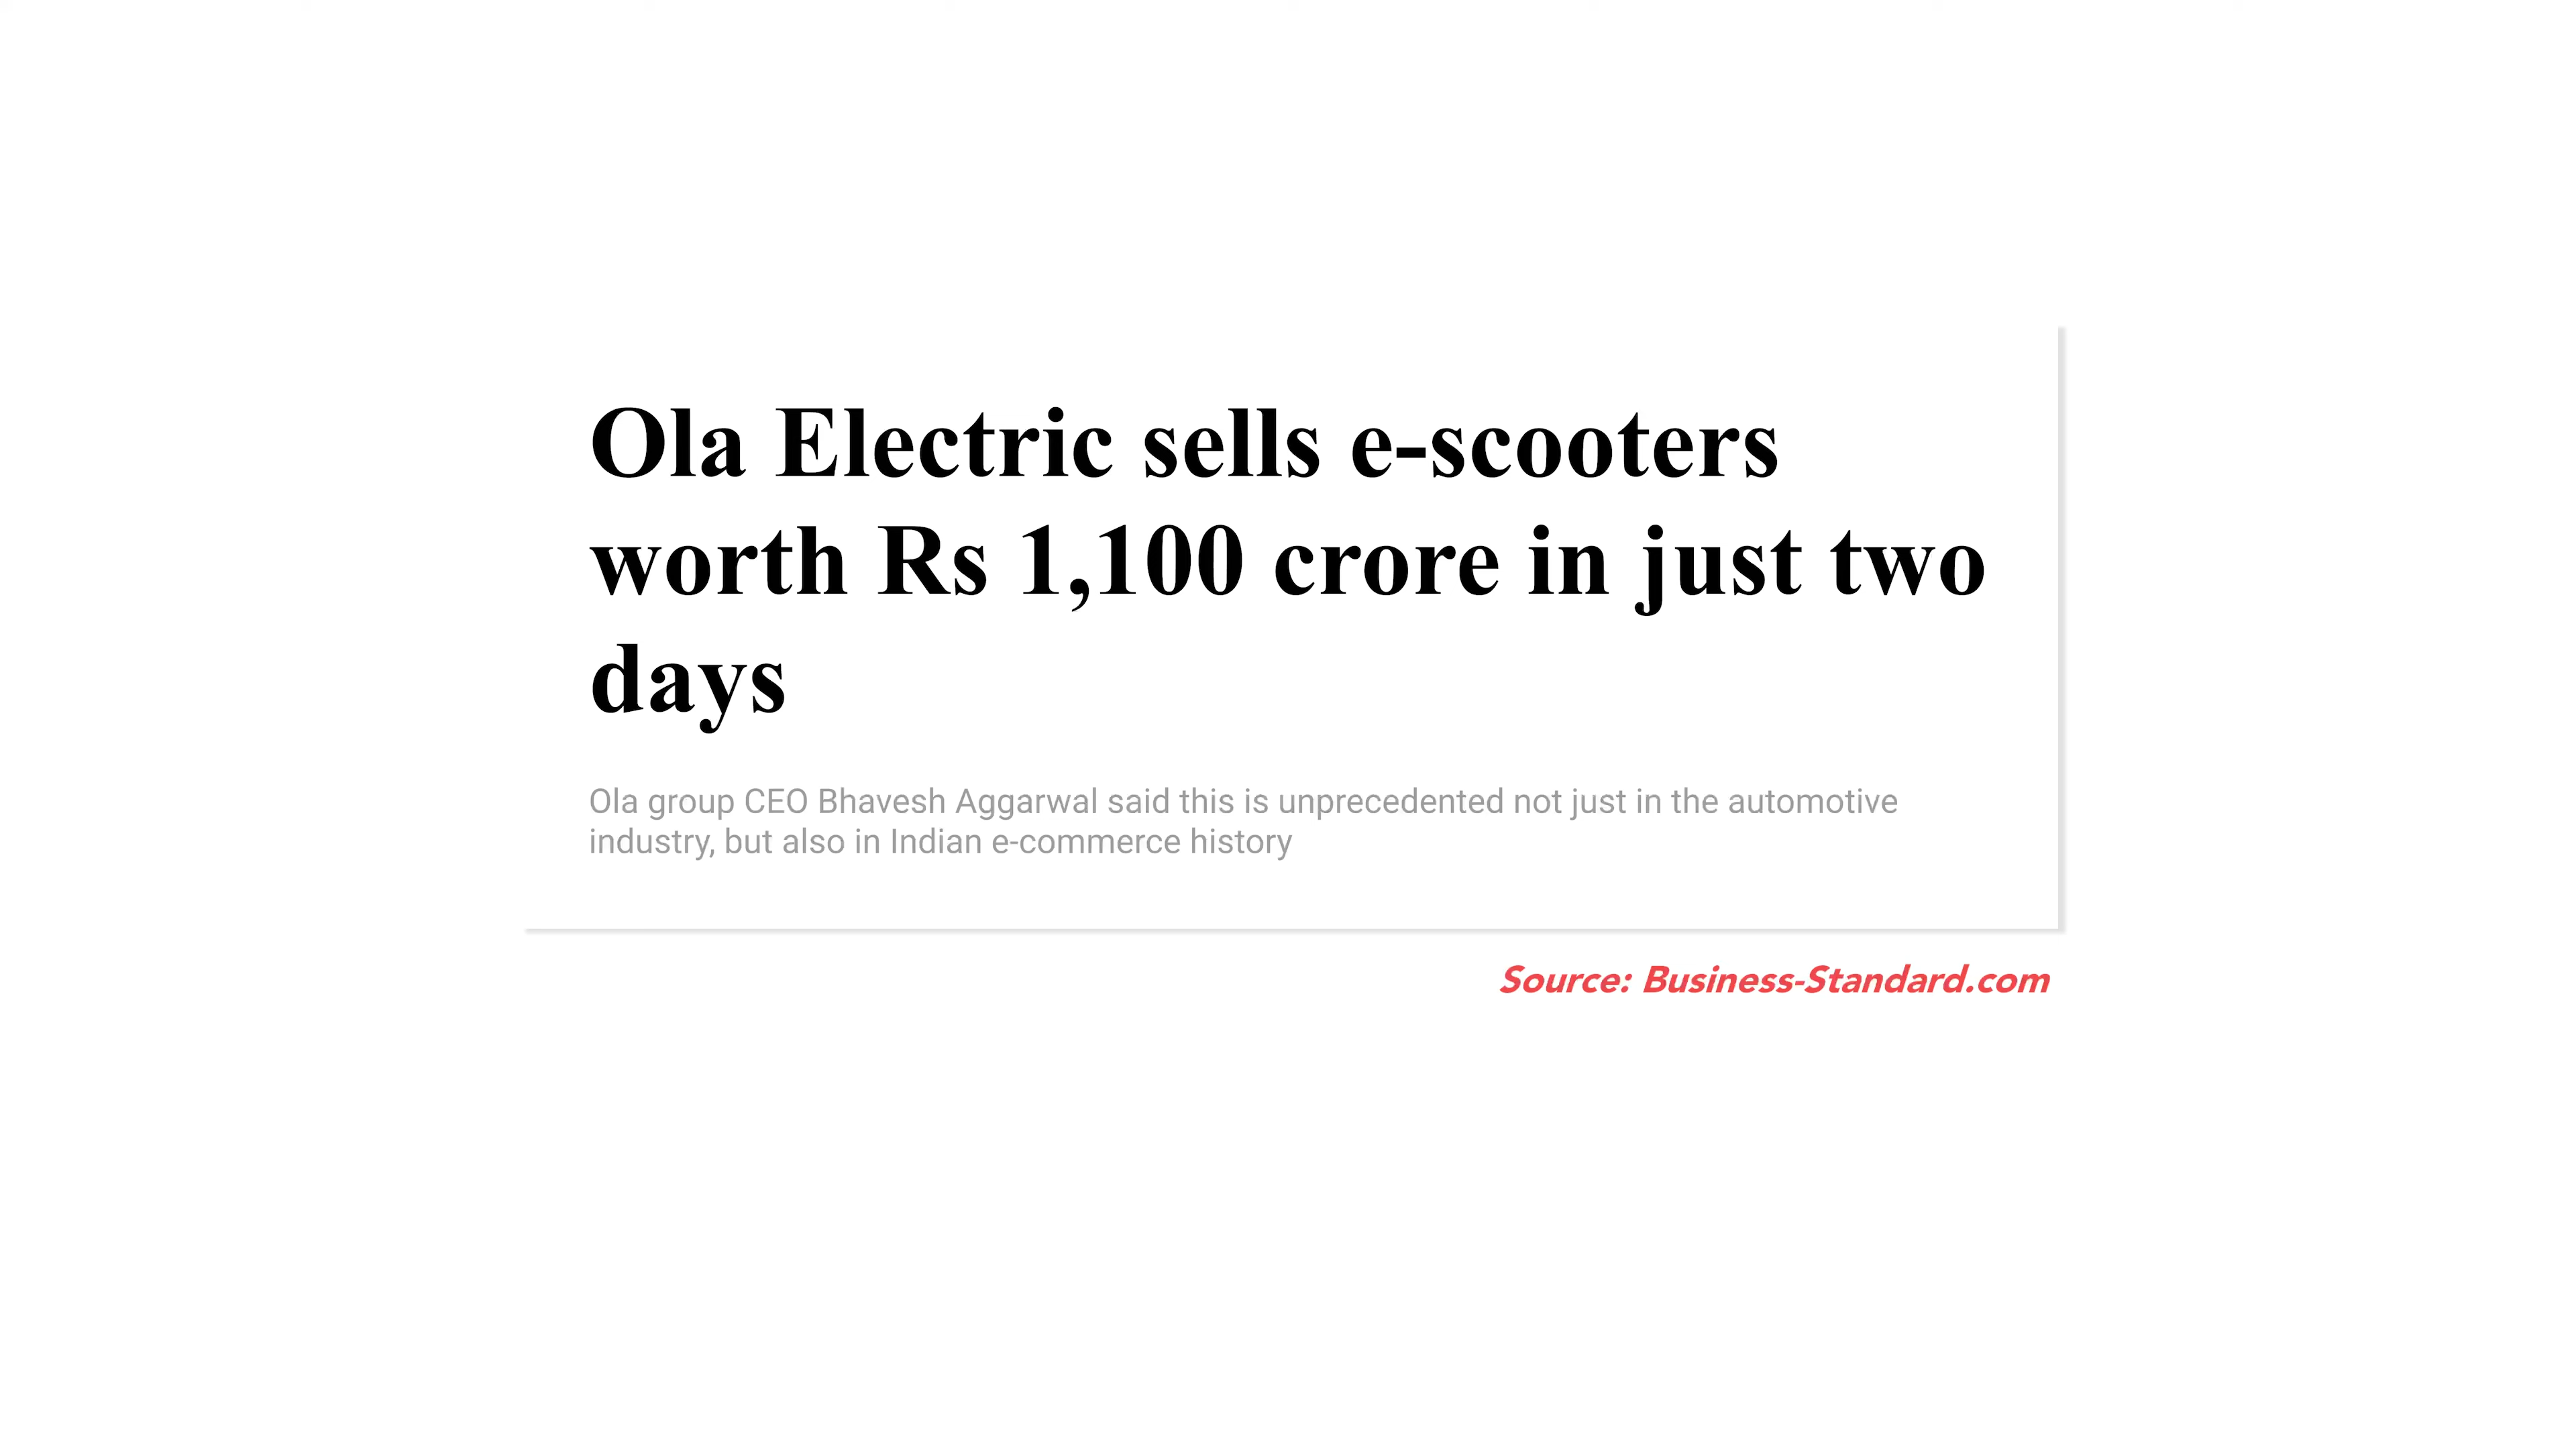 Ola Electric sells e-scooters
worth Rs 1,100 crore in just two
days
Ola group CEO Bhavesh Aggarwal said this is unprecedented not just in the automotive
industry, but also in Indian e-commerce history
Source: Business-Standard.com